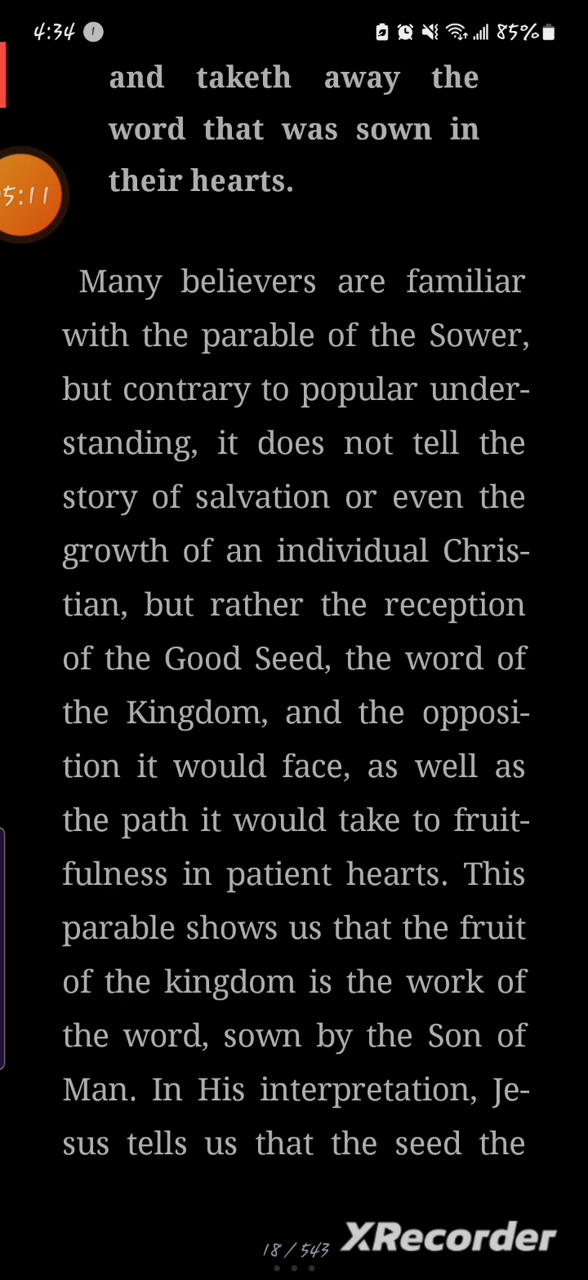 4:34
85%
and taketh away the
word that was sown in
their hearts.
5:11
Many believers are familiar
with the parable of the Sower,
but contrary to popular under-
standing, it does not tell the
story of salvation or even the
growth of an individual Chris-
tian, but rather the reception
of the Good Seed, the word of
the Kingdom, and the opposi-
tion it would face, as well as
the path it would take to fruit-
fulness in patient hearts. This
parable shows us that the fruit
of the kingdom is the work of
the word, sown by the Son of
Man. In His interpretation, Je-
sus tells us that the seed the
18/543
XRecorder